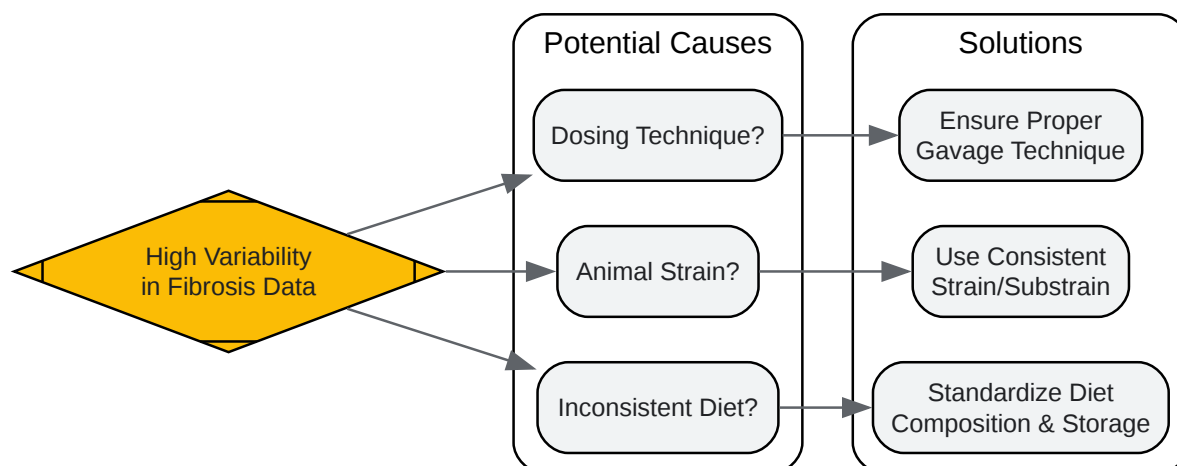 Potential Causes
Solutions
Dosing Technique?
Ensure Proper
Gavage Technique
High Variability
in Fibrosis Data
Animal Strain?
Use Consistent
Strain/Substrain
Inconsistent Diet?
Standardize Diet
Composition & Storage